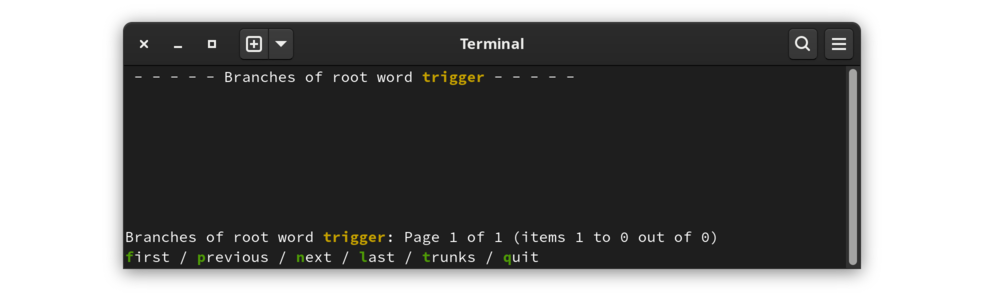 Terminal
- - - - - Branches of root word trigger - - - - -
Branches of root word trigger: Page 1 of 1 (items 1 to 0 out of 0)
first / previous / next / last / trunks / quit